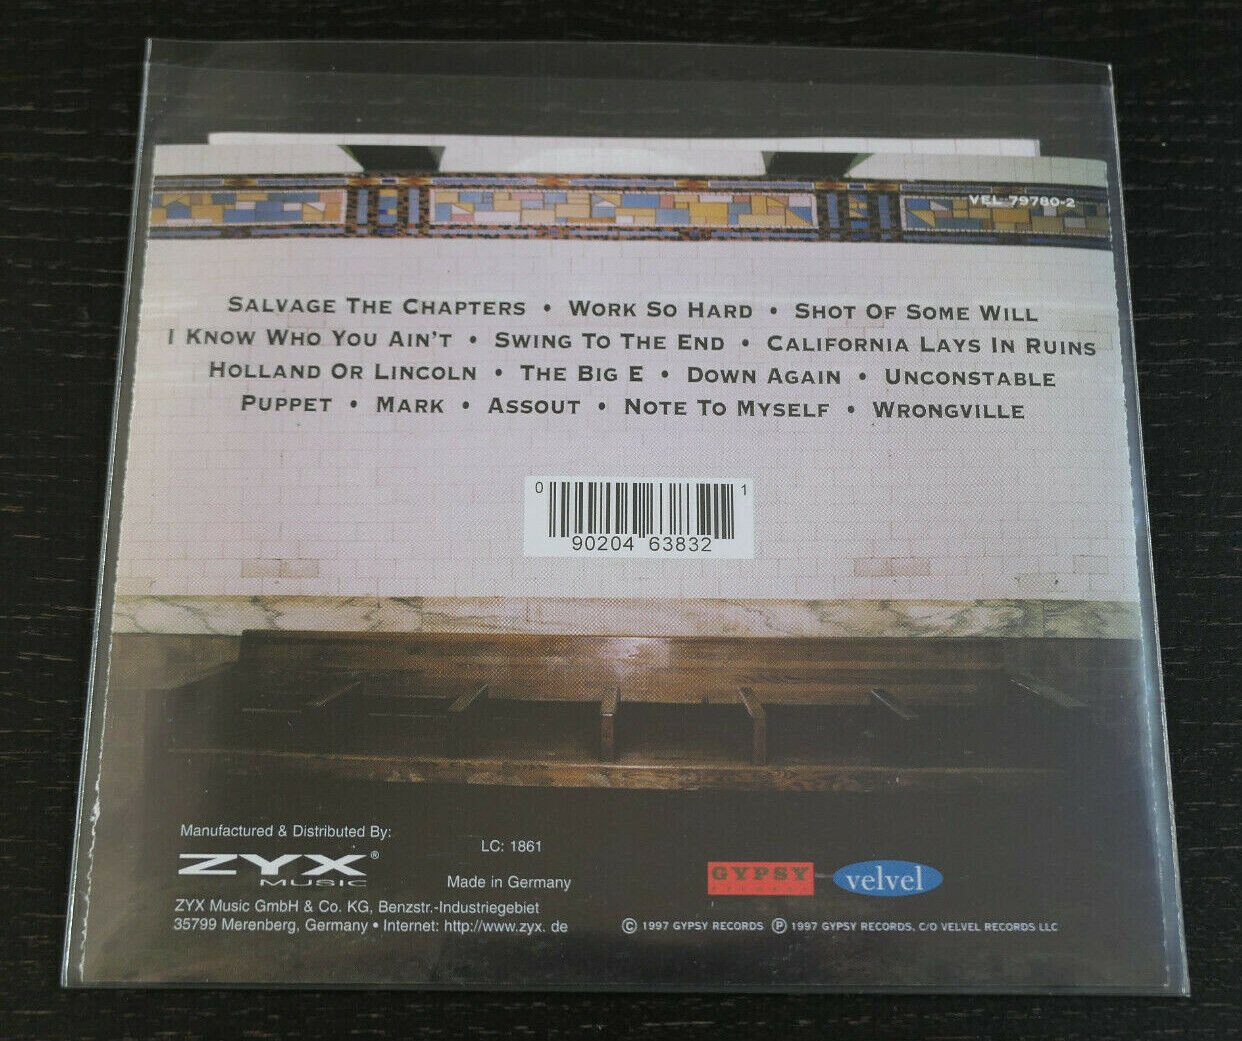 VEL 79780-2
SALVAGE THE CHAPTERS • WORK SO HARD • SHOT OF SOME WILL
I KNOW WHO YOU AIN'T • SWING TO THE END • CALIFORNIA LAYS IN RUINS
HOLLAND OR LINCOLN • THE BIG E • DOWN AGAIN • UNCONSTABLE
PUPPET • MARK • ASSOUT • NOTE TO MYSELF • WRONGVILLE
0 1
90204 63832
Manufactured & Distributed By:
LC: 1861
ZYX®
MUSIC
Made in Germany
GYPSY
RECORDS
velvel
ZYX Music GmbH & Co. KG, Benzstr.-Industriegebiet
35799 Merenberg, Germany • Internet: http://www.zyx. de
© 1997 GYPSY RECORDS ℗ 1997 GYPSY RECORDS, C/O VELVEL RECORDS LLC